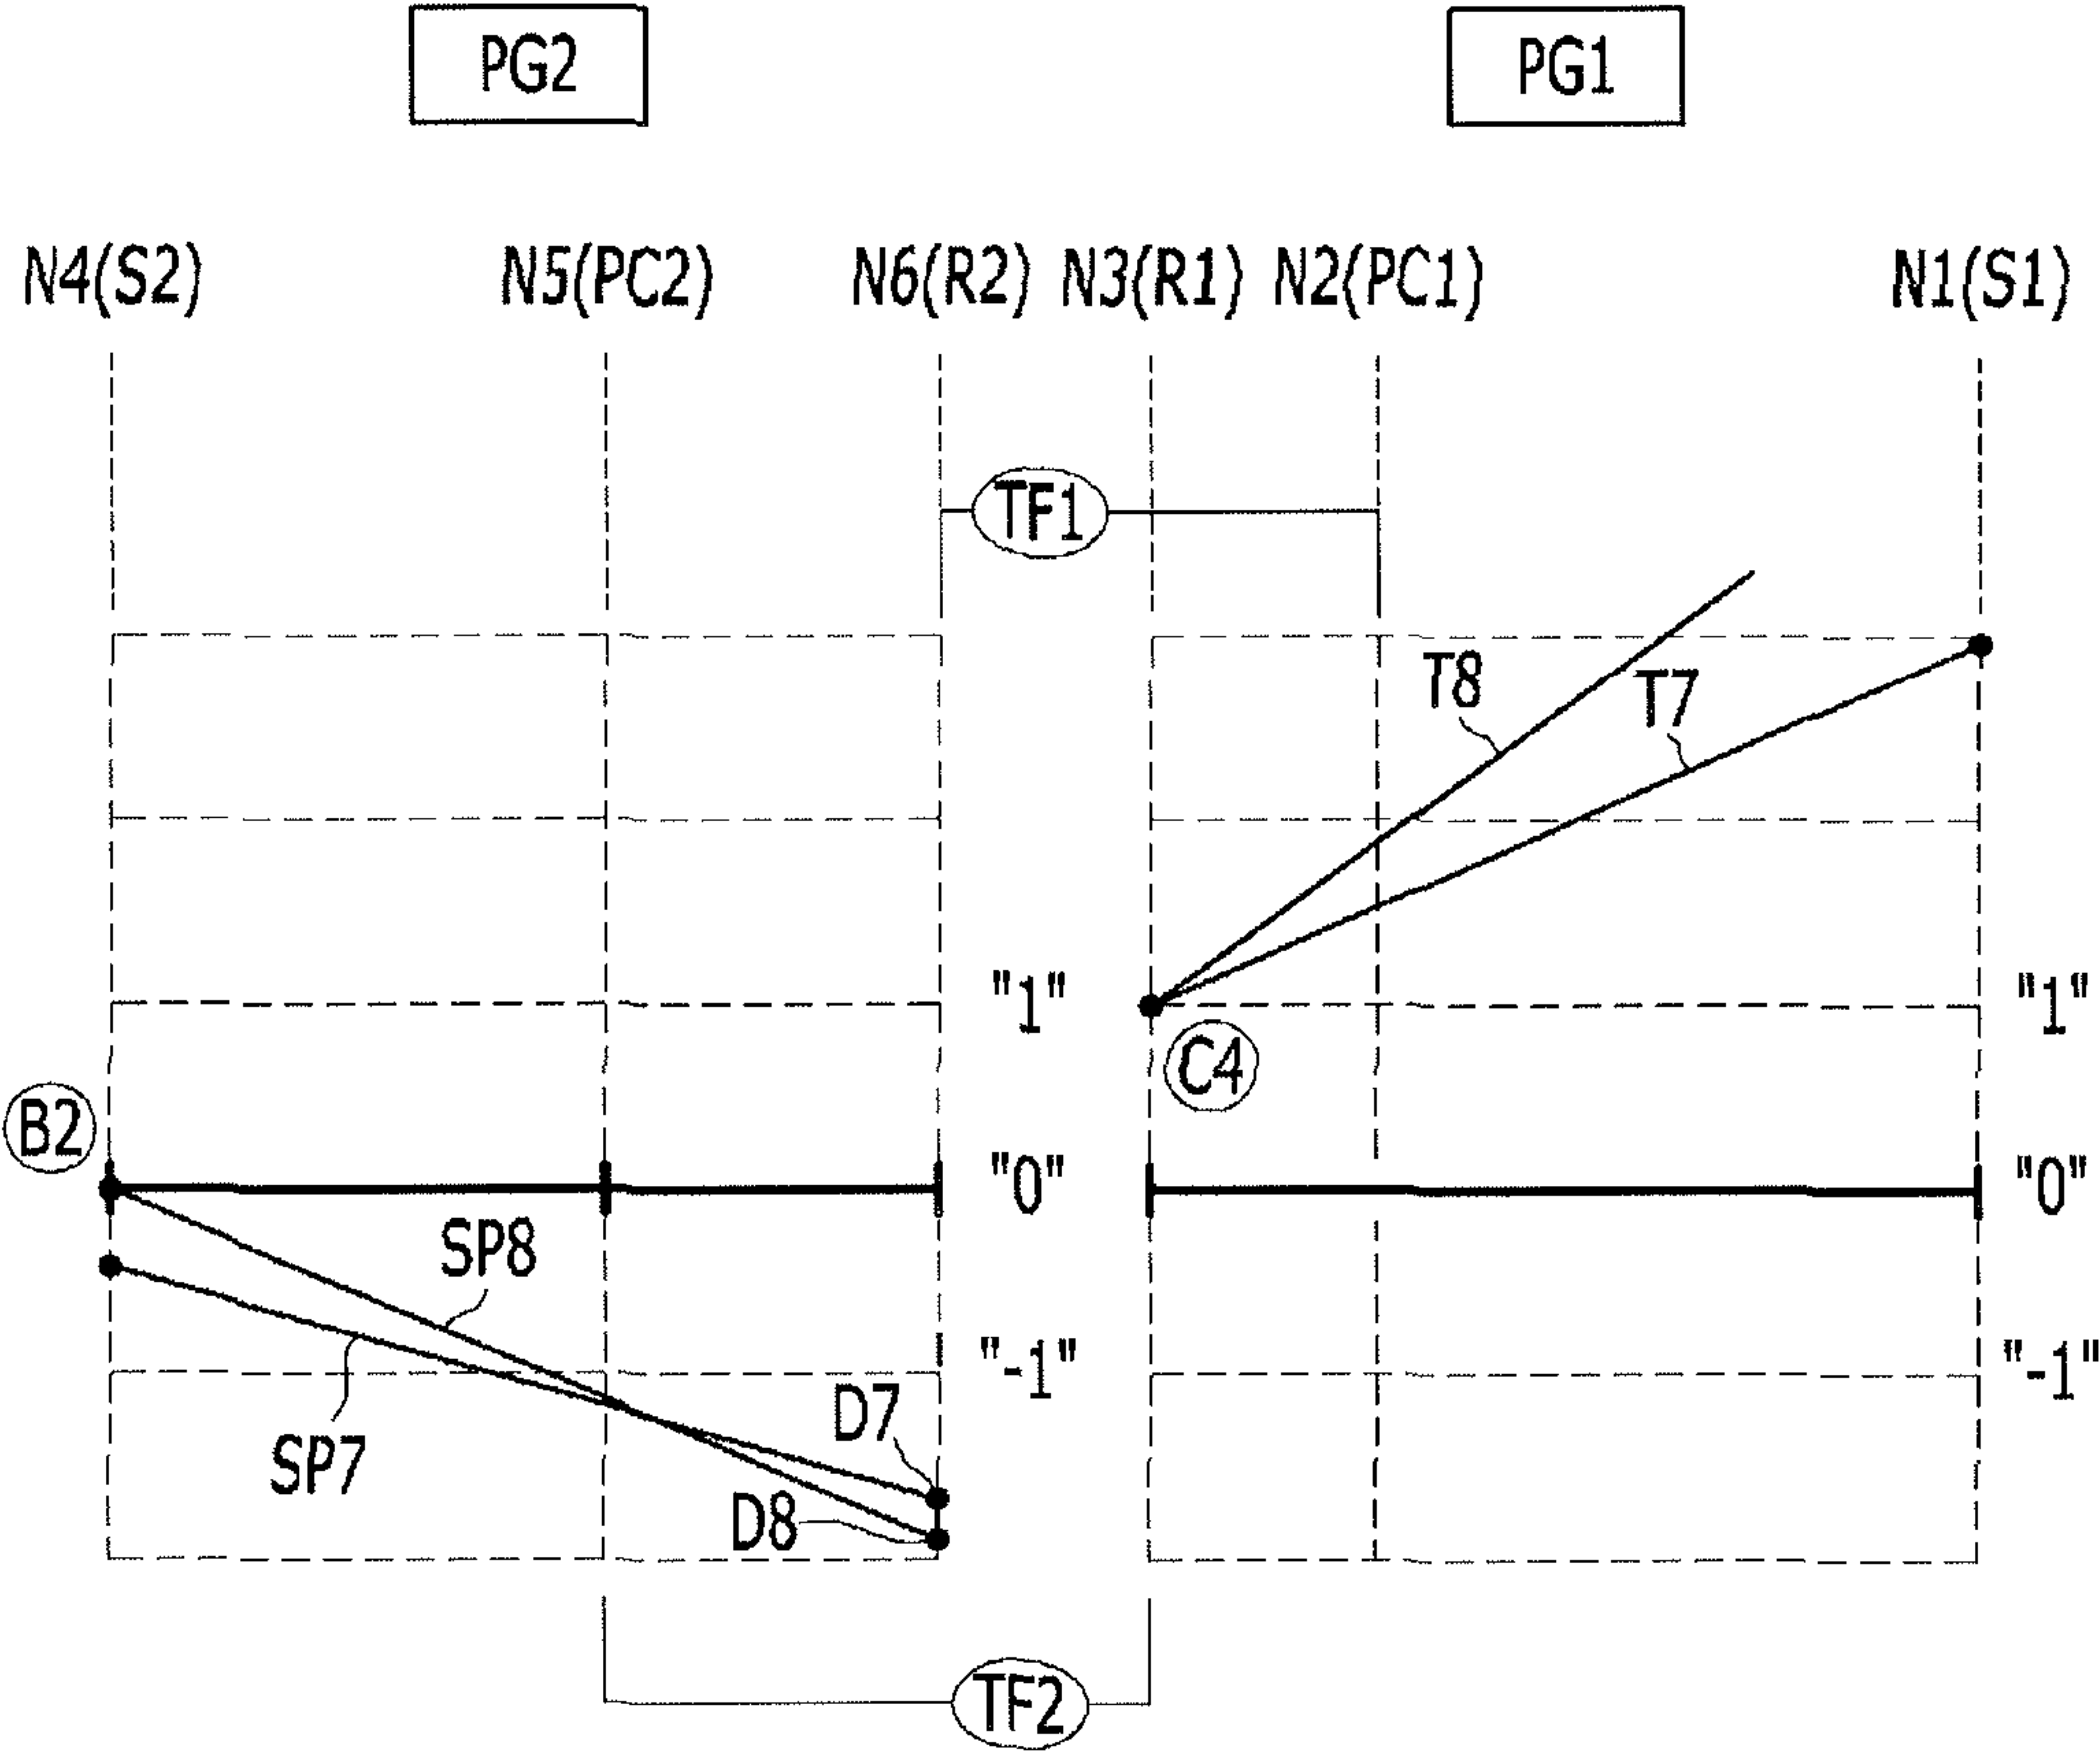 PG2 PG1
N4(S2) N5(PC2) N6(R2) N3(R1) N2(PC1) N1(S1)
TF1
T8 T7
"1" "1"
C4
B2
"0" "0"
SP8
"-1" "-1"
D7
SP7
D8
TF2